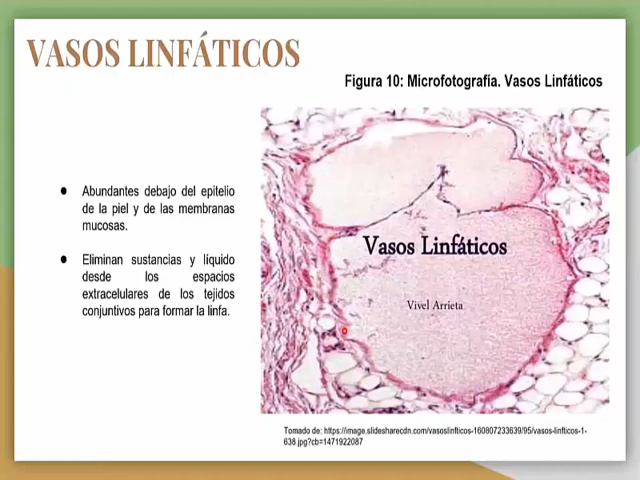 VASOS LINFÁTICOS
Figura 10: Microfotografía. Vasos Linfáticos
● Abundantes debajo del epitelio
de la piel y de las membranas
mucosas.
● Eliminan sustancias y líquido
desde los espacios
extracelulares de los tejidos
conjuntivos para formar la linfa.
Vasos Linfáticos
Vivel Arrieta
Tomado de: https://image.slidesharecdn.com/vasoslinfticos-160807233639/95/vasos-linfticos-1-
638.jpg?cb=1471922087